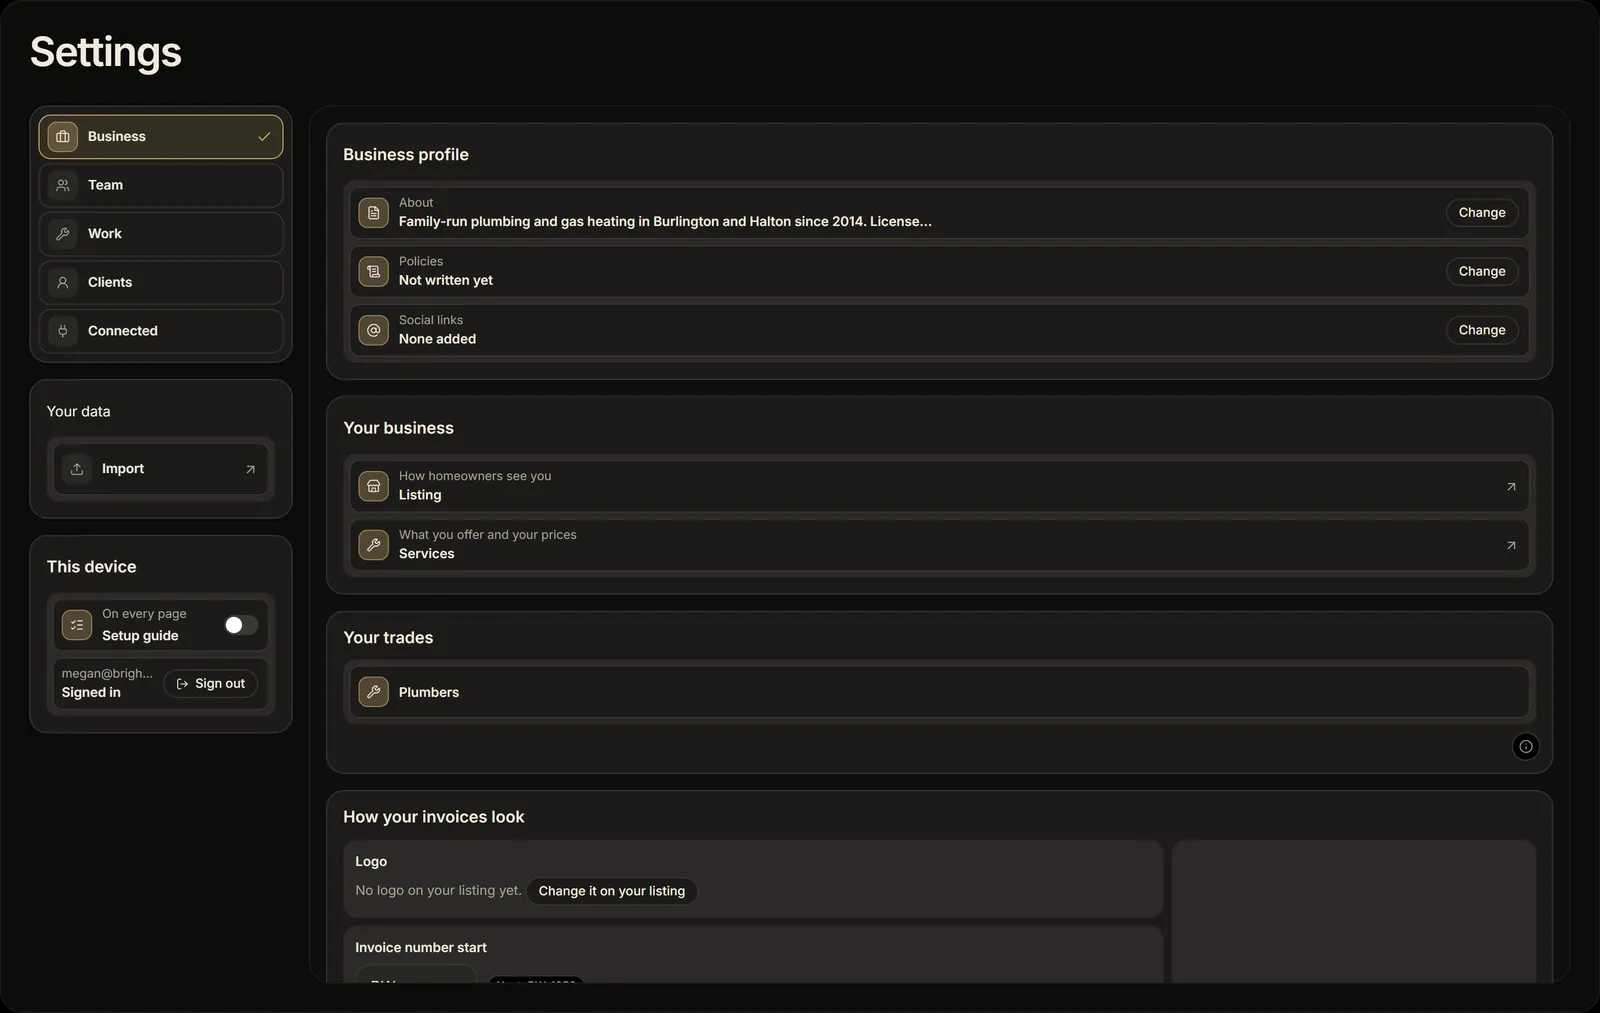 Settings
Business
Team
Work
Clients
Connected
Your data
Import
This device
On every page
Setup guide
megan@brigh...
Signed in
Sign out
Business profile
About
Family-run plumbing and gas heating in Burlington and Halton since 2014. License...
Change
Policies
Not written yet
Change
Social links
None added
Change
Your business
How homeowners see you
Listing
What you offer and your prices
Services
Your trades
Plumbers
How your invoices look
Logo
No logo on your listing yet. Change it on your listing
Invoice number start